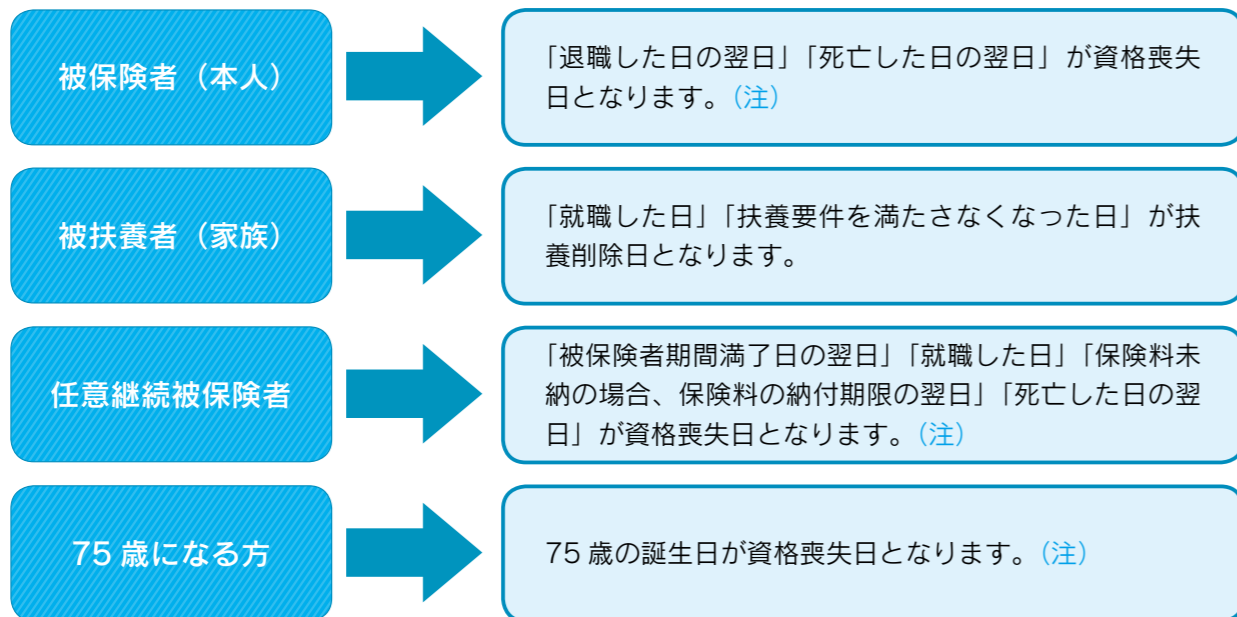 被保険者（本人）
「退職した日の翌日」「死亡した日の翌日」が資格喪失
日となります。（注）
被扶養者（家族）
「就職した日」「扶養要件を満たさなくなった日」が扶
養削除日となります。
任意継続被保険者
「被保険者期間満了日の翌日」「就職した日」「保険料未
納の場合、保険料の納付期限の翌日」「死亡した日の翌
日」が資格喪失日となります。（注）
75 歳になる方
75 歳の誕生日が資格喪失日となります。（注）